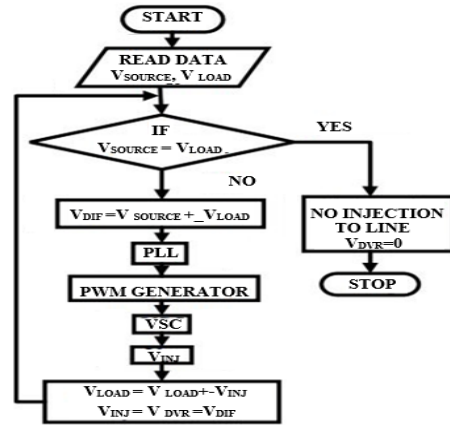 START
READ DATA
VSOURCE, V LOAD
IF
VSOURCE = VLOAD
YES
NO
VDIF =V SOURCE + _VLOAD
NO INJECTION
TO LINE
VDVR=0
PLL
STOP
PWM GENERATOR
VSC
VINJ
VLOAD = V LOAD+-VINJ
VINJ = V DVR =VDIF